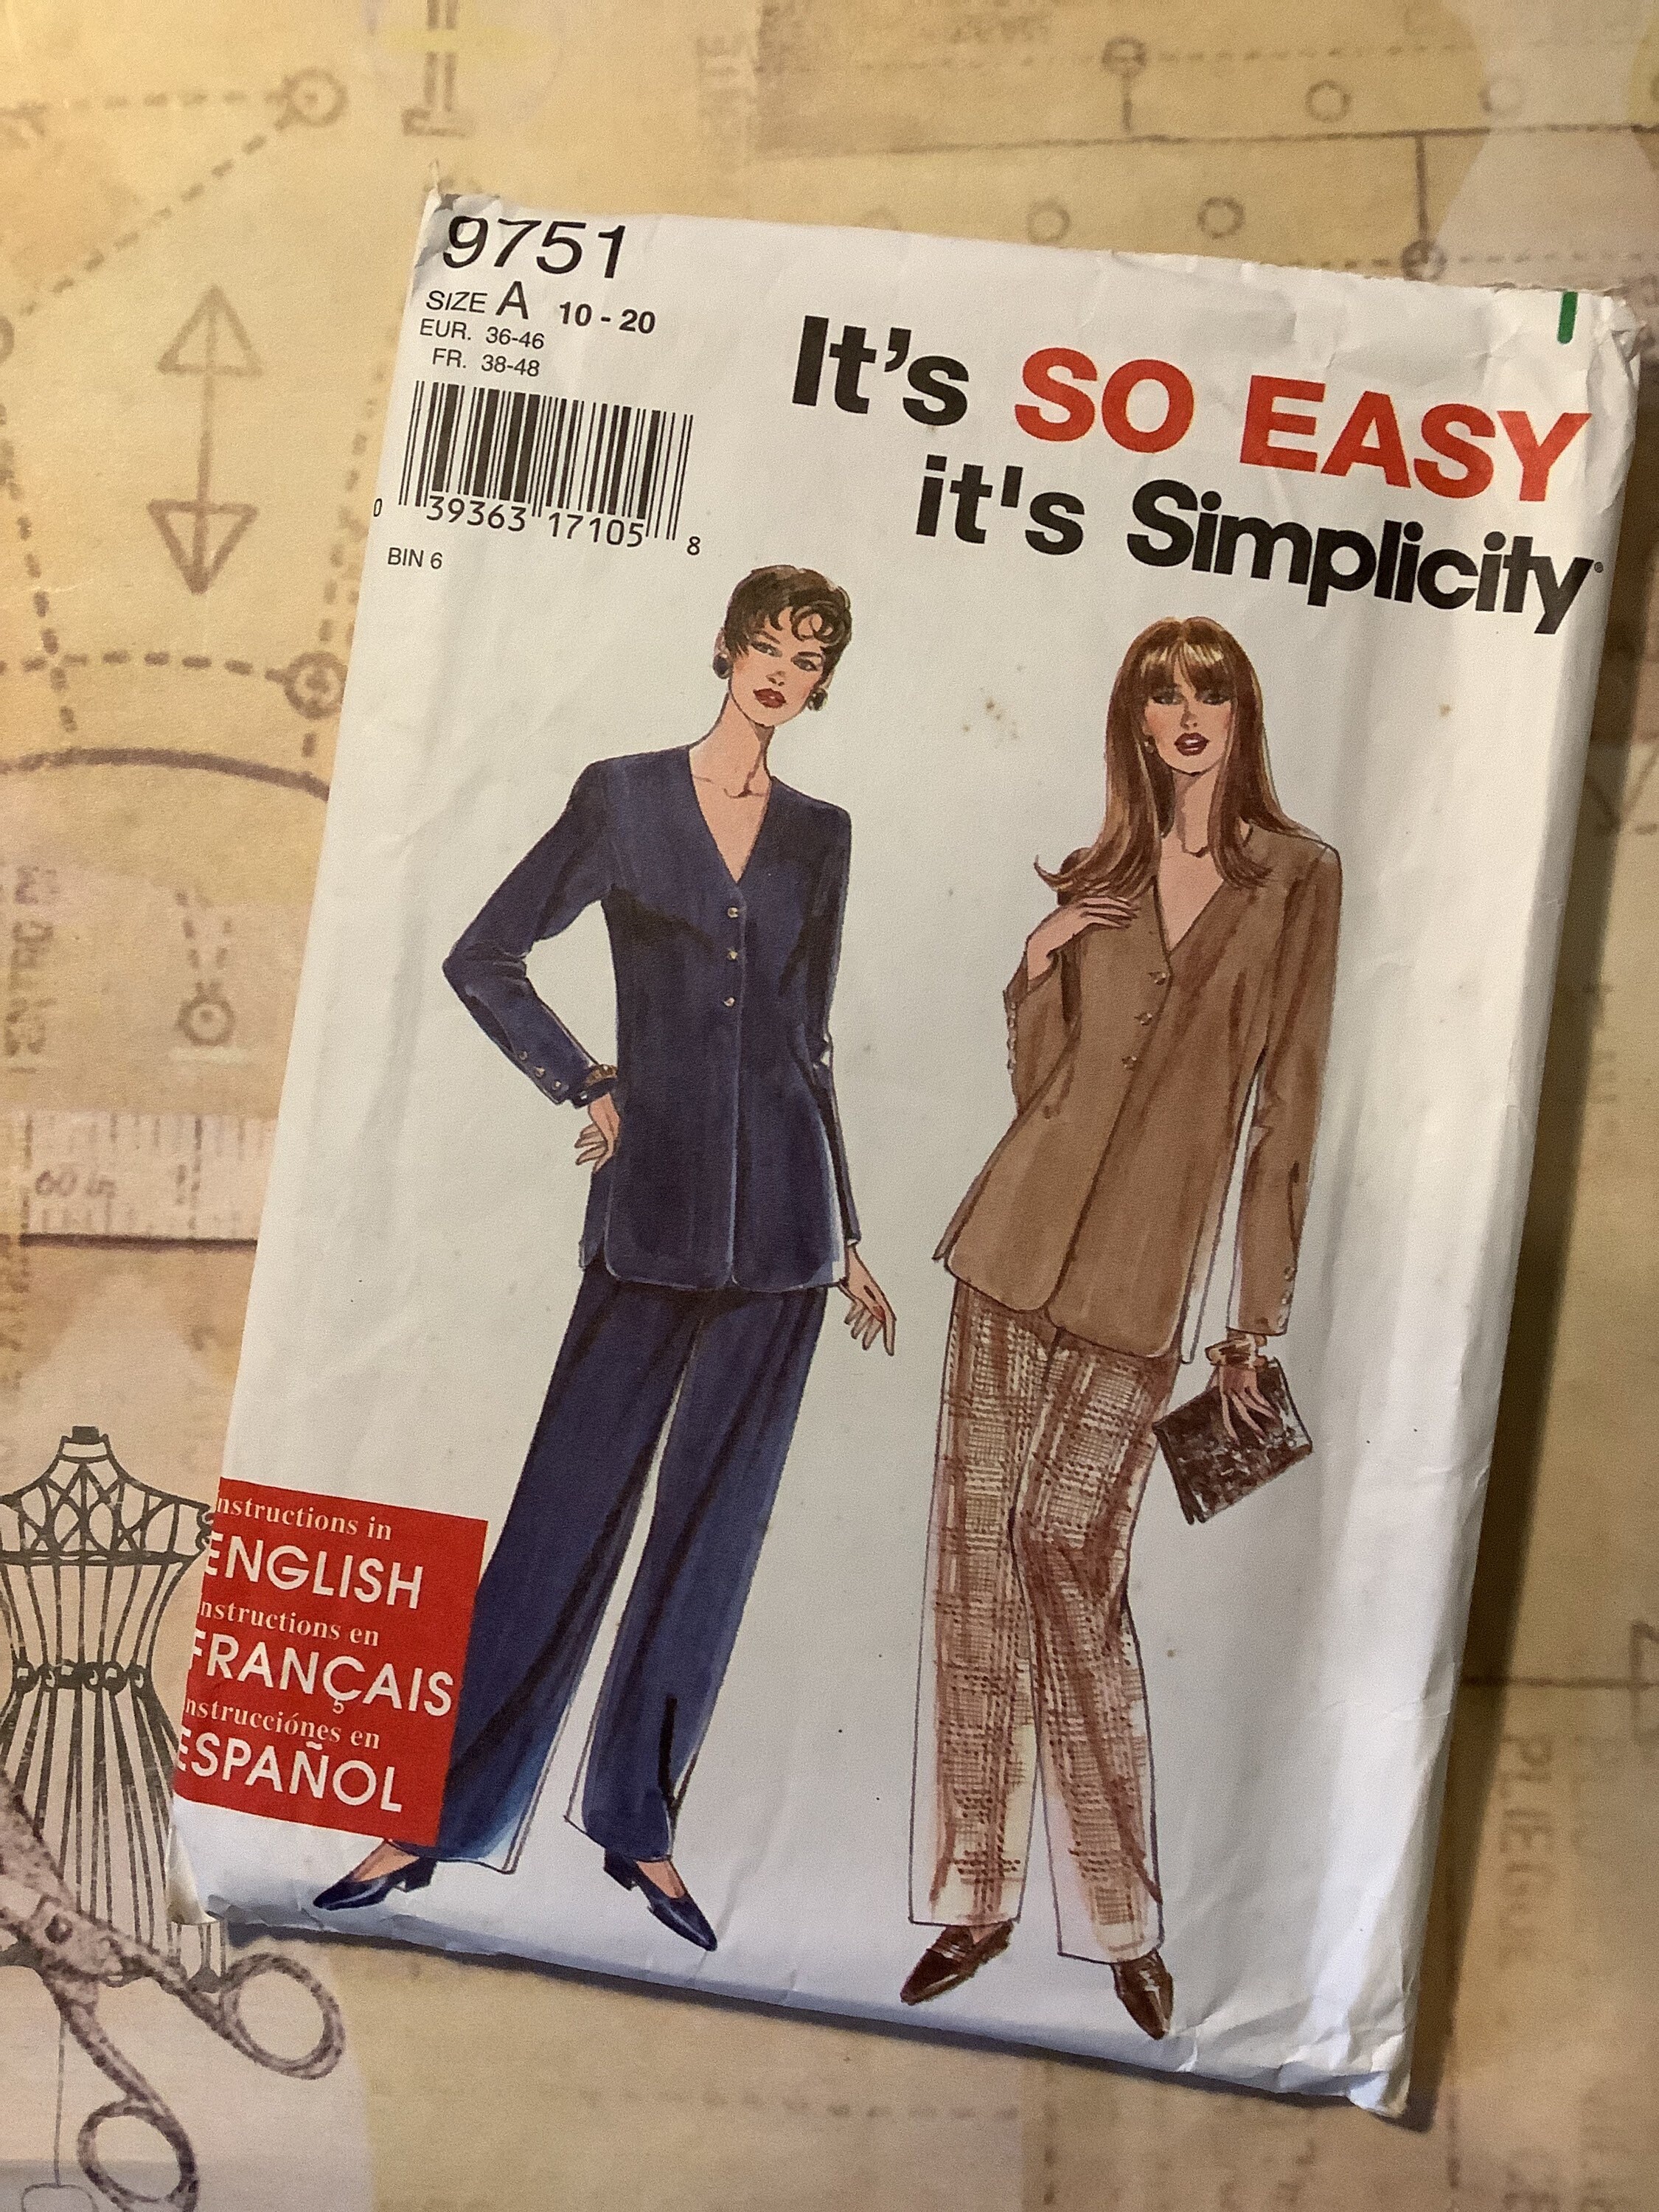 9751
SIZE A 10 - 20
EUR. 36-46
FR. 38-48
0 39363 17105 8
BIN 6
It's SO EASY
it's Simplicity
nstructions in
ENGLISH
nstructions en
FRANÇAIS
nstrucciónes en
ESPAÑOL